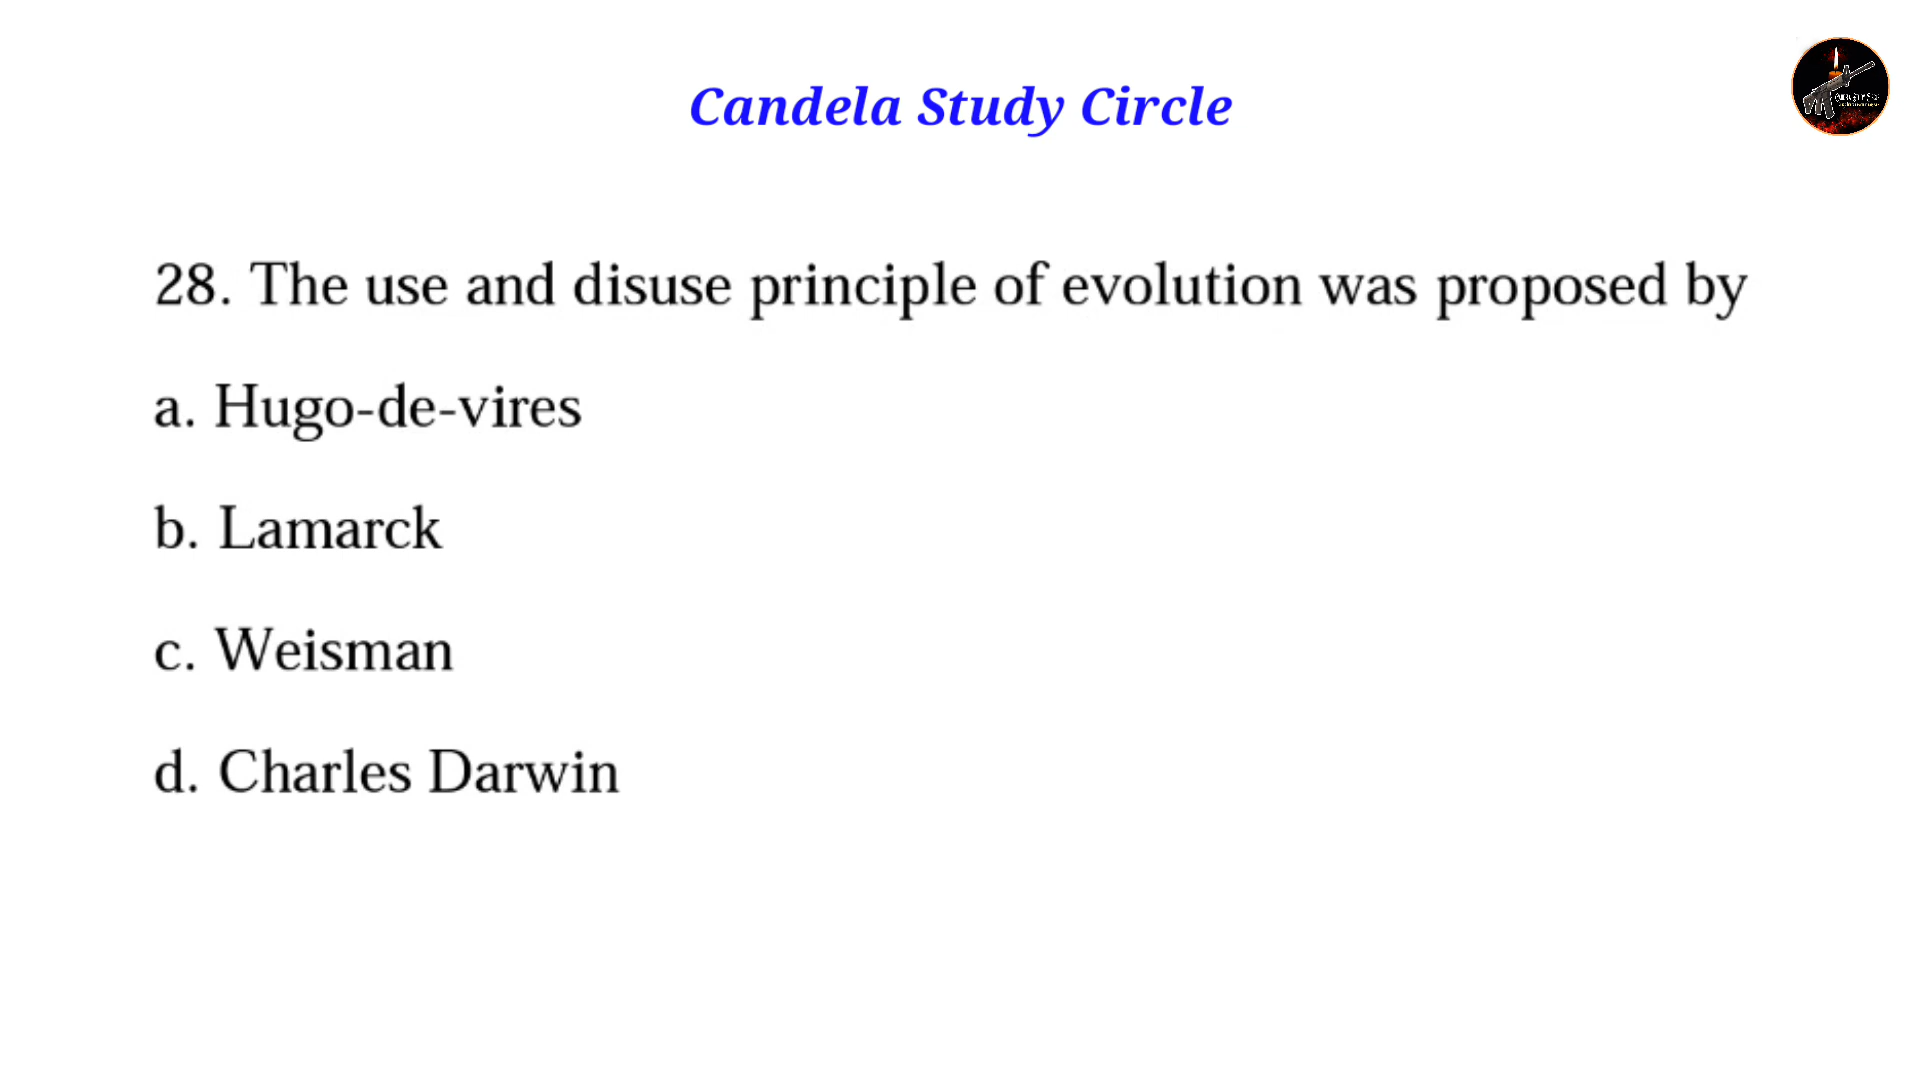 Candela Study Circle
28. The use and disuse principle of evolution was proposed by
a. Hugo-de-vires
b. Lamarck
c. Weisman
d. Charles Darwin